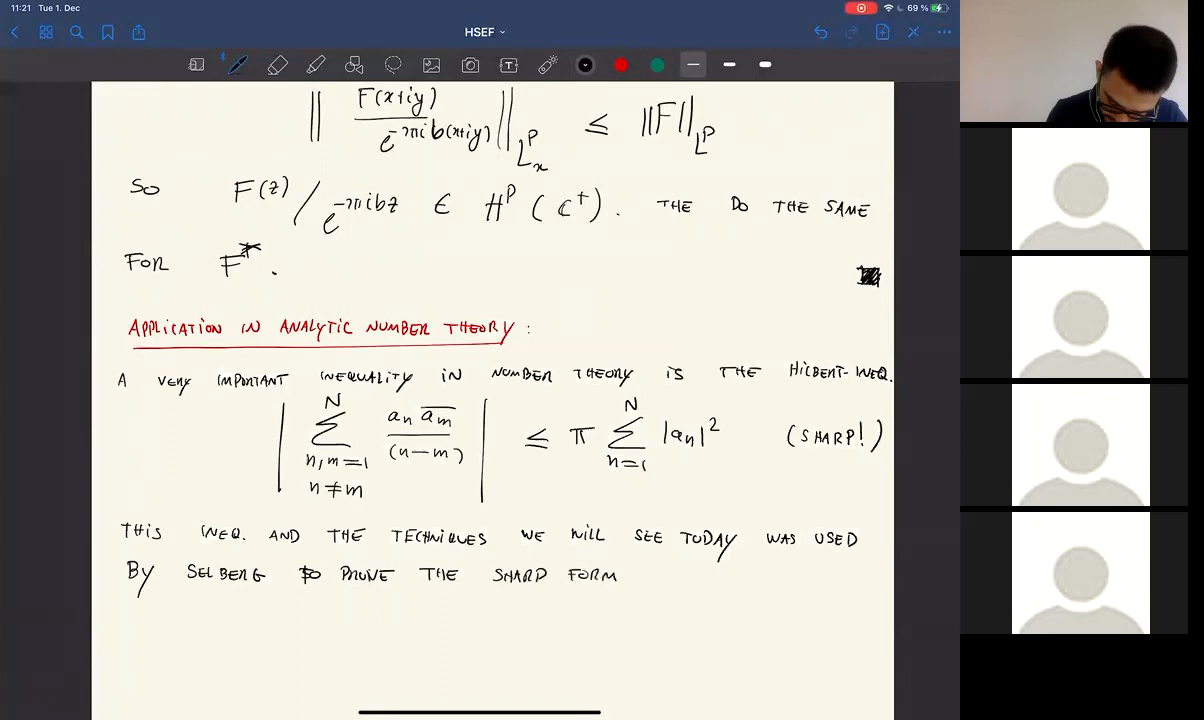 11:21 Tue 1. Dec
69 %
HSEF
‖ F(x+iy) / e^{-πib(x+iy)} ‖_{L^p_x} ≤ ‖F‖_{L^p}
SO F(z) / e^{-πibz} ∈ H^p (ℂ^+). THE DO THE SAME
FOR F^*.
APPLICATION IN ANALYTIC NUMBER THEORY:
A VERY IMPORTANT INEQUALITY IN NUMBER THEORY IS THE HILBERT-INEQ.
| ∑_{n,m=1, n≠m}^{N} a_n \overline{a_m} / (n-m) | ≤ π ∑_{n=1}^{N} |a_n|^2 (SHARP!)
THIS INEQ. AND THE TECHNIQUES WE WILL SEE TODAY WAS USED
BY SELBERG TO PROVE THE SHARP FORM